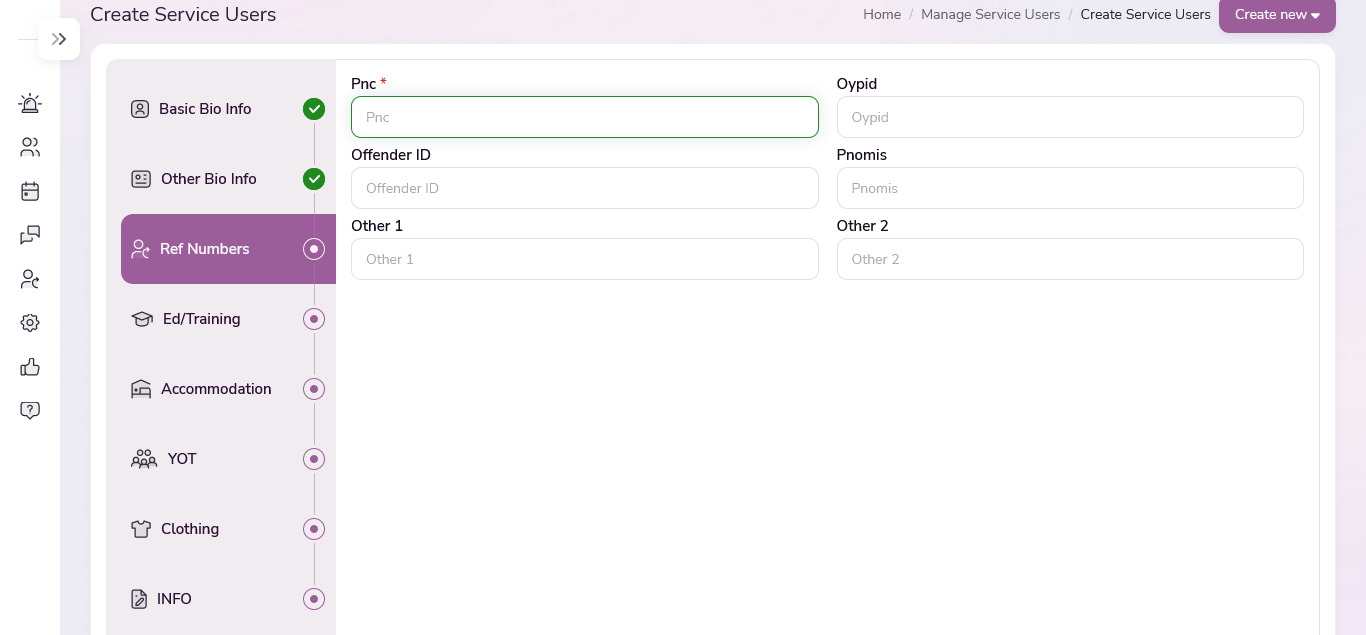 Create Service Users
Home / Manage Service Users / Create Service Users
Create new
Basic Bio Info
Other Bio Info
Ref Numbers
Ed/Training
Accommodation
YOT
Clothing
INFO
Pnc *
Oypid
Pnc
Oypid
Offender ID
Pnomis
Offender ID
Pnomis
Other 1
Other 2
Other 1
Other 2